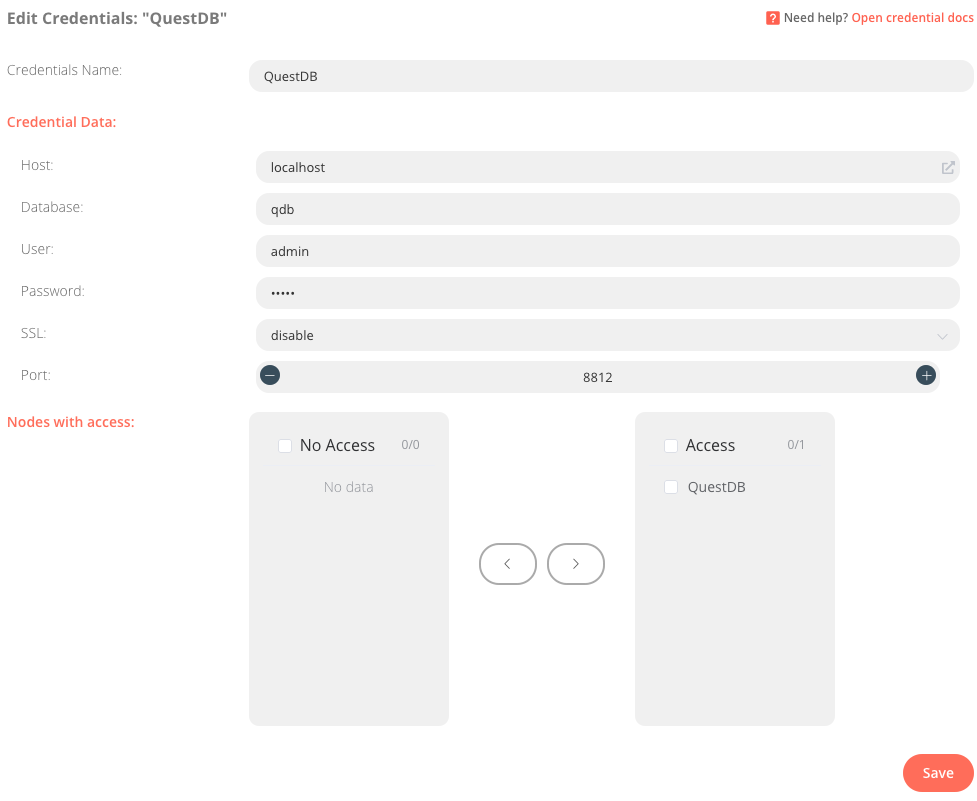 Edit Credentials: "QuestDB"
Need help? Open credential docs
Credentials Name:
QuestDB
Credential Data:
Host:
localhost
Database:
qdb
User:
admin
Password:
•••••
SSL:
disable
Port:
8812
Nodes with access:
No Access 0/0
No data
Access 0/1
QuestDB
Save